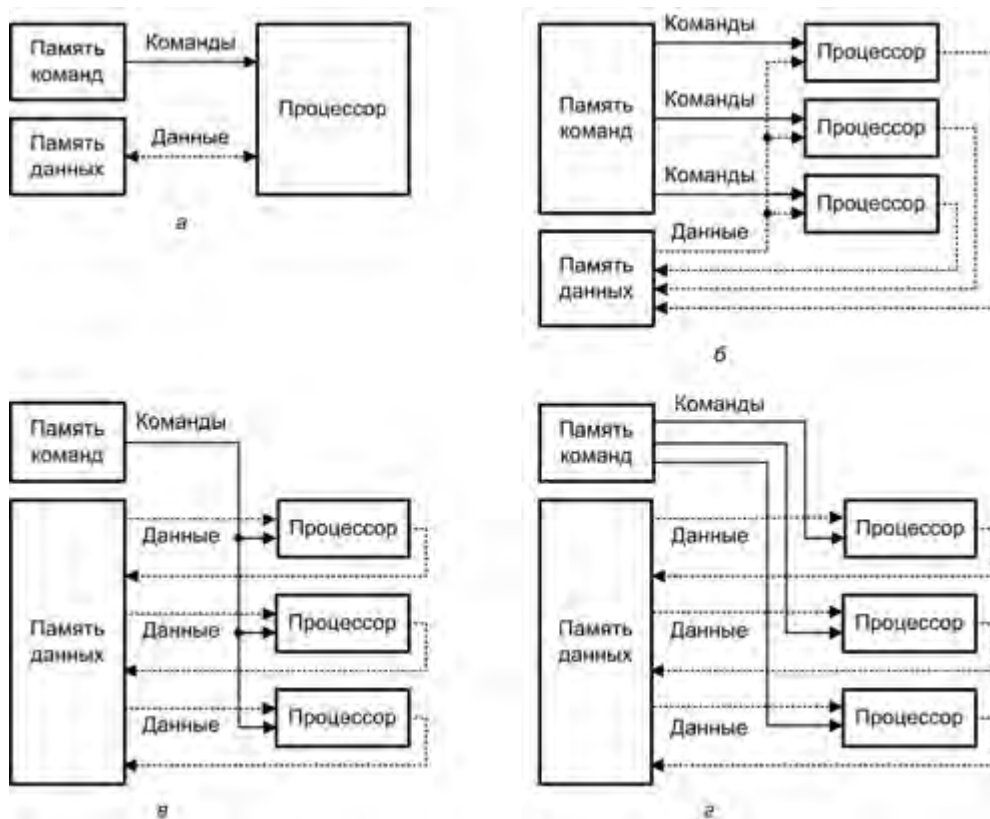 Память
команд
Команды
Процессор
Память
данных
Данные
а
Команды
Процессор
Память
команд
Команды
Процессор
Команды
Процессор
Данные
Память
данных
б
Память
команд
Команды
Данные
Процессор
Память
данных
Данные
Процессор
Данные
Процессор
в
Команды
Память
команд
Данные
Процессор
Память
данных
Данные
Процессор
Данные
Процессор
г